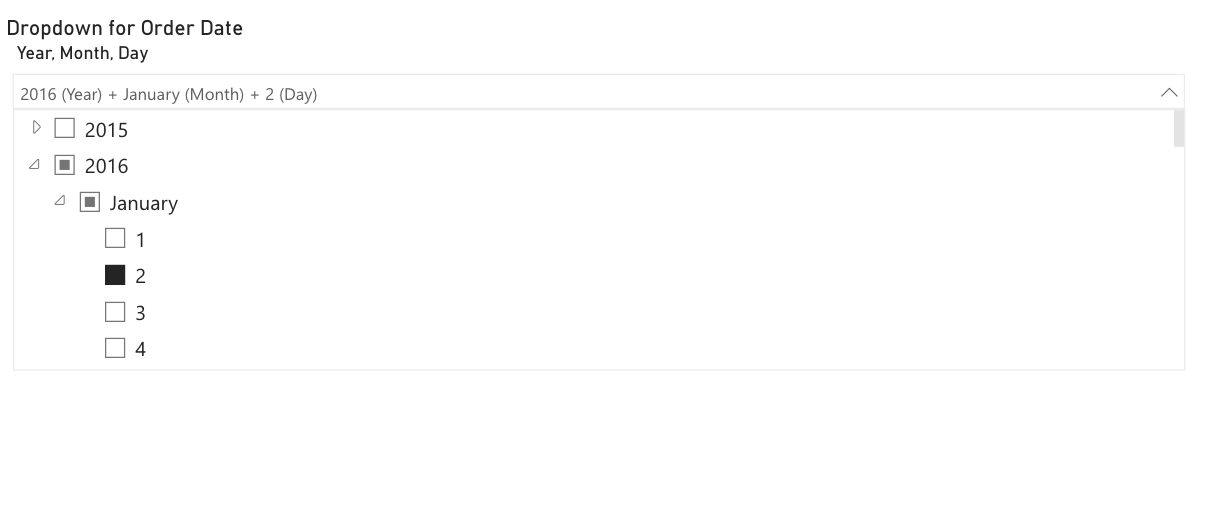 Dropdown for Order Date
Year, Month, Day
2016 (Year) + January (Month) + 2 (Day)
2015
2016
January
1
2
3
4